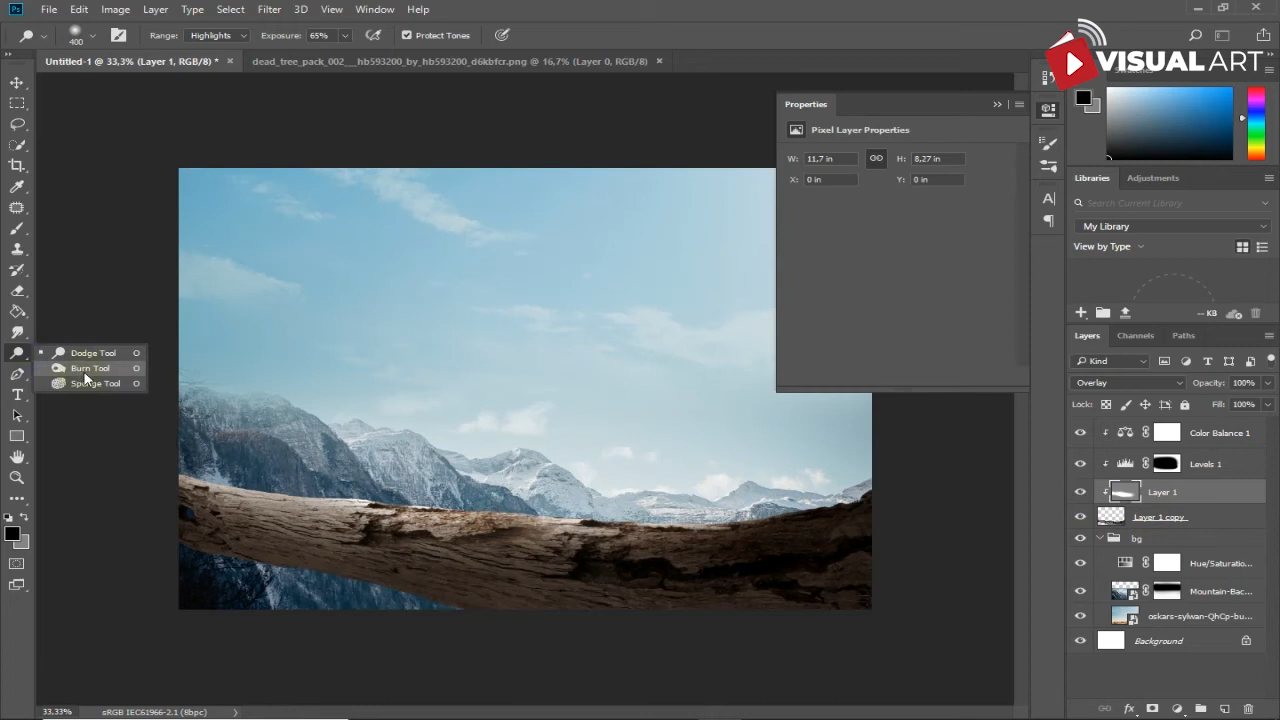 Ps File Edit Image Layer Type Select Filter 3D View Window Help
400 Range: Highlights Exposure: 65% Protect Tones
Untitled-1 @ 33,3% (Layer 1, RGB/8) * dead_tree_pack_002__hb593200_by_hb593200_d6kbfcr.png @ 16,7% (Layer 0, RGB/8)
VISUAL ART
Swatches
Properties
Pixel Layer Properties
W: 11,7 in H: 8,27 in
X: 0 in Y: 0 in
Dodge Tool O
Burn Tool O
Sponge Tool O
Libraries Adjustments
Search Current Library
My Library
View by Type
-- KB
Layers Channels Paths
Kind
Overlay Opacity: 100%
Lock: Fill: 100%
Color Balance 1
Levels 1
Layer 1
Layer 1 copy
bg
Hue/Saturatio...
Mountain-Bac...
oskars-sylwan-QhCp-bu...
Background
33.33% sRGB IEC61966-2.1 (8bpc)